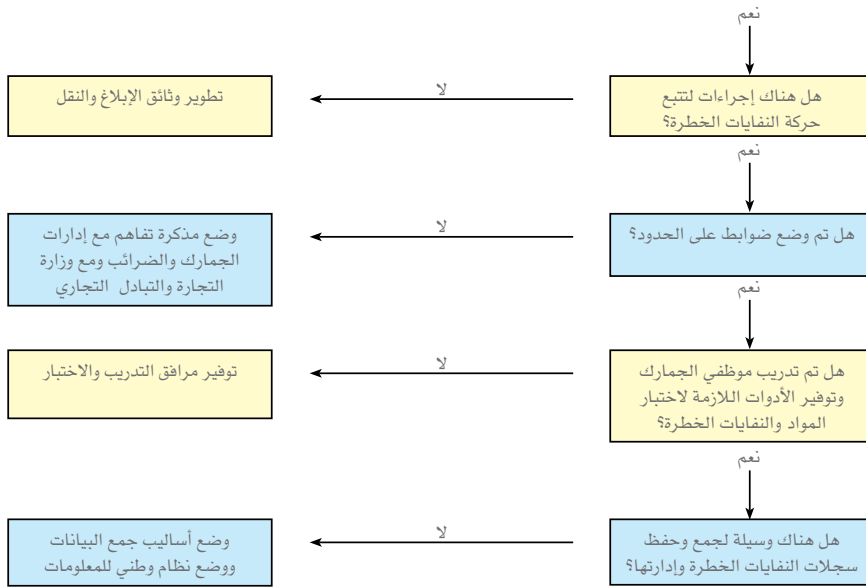 نعم
هل هناك إجراءات لتتبع
حركة النفايات الخطرة؟
لا
تطوير وثائق الإبلاغ والنقل
نعم
هل تم وضع ضوابط على الحدود؟
لا
وضع مذكرة تفاهم مع إدارات
الجمارك والضرائب ومع وزارة
التجارة والتبادل التجاري
نعم
هل تم تدريب موظفي الجمارك
وتوفير الأدوات اللازمة لاختبار
المواد والنفايات الخطرة؟
لا
توفير مرافق التدريب والاختبار
نعم
هل هناك وسيلة لجمع وحفظ
سجلات النفايات الخطرة وإدارتها؟
لا
وضع أساليب جمع البيانات
ووضع نظام وطني للمعلومات